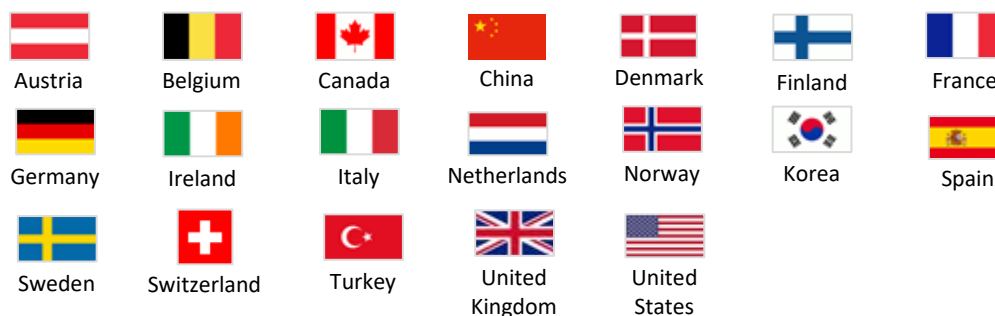 Austria
Belgium
Canada
China
Denmark
Finland
France
Germany
Ireland
Italy
Netherlands
Norway
Korea
Spain
Sweden
Switzerland
Turkey
United
Kingdom
United
States